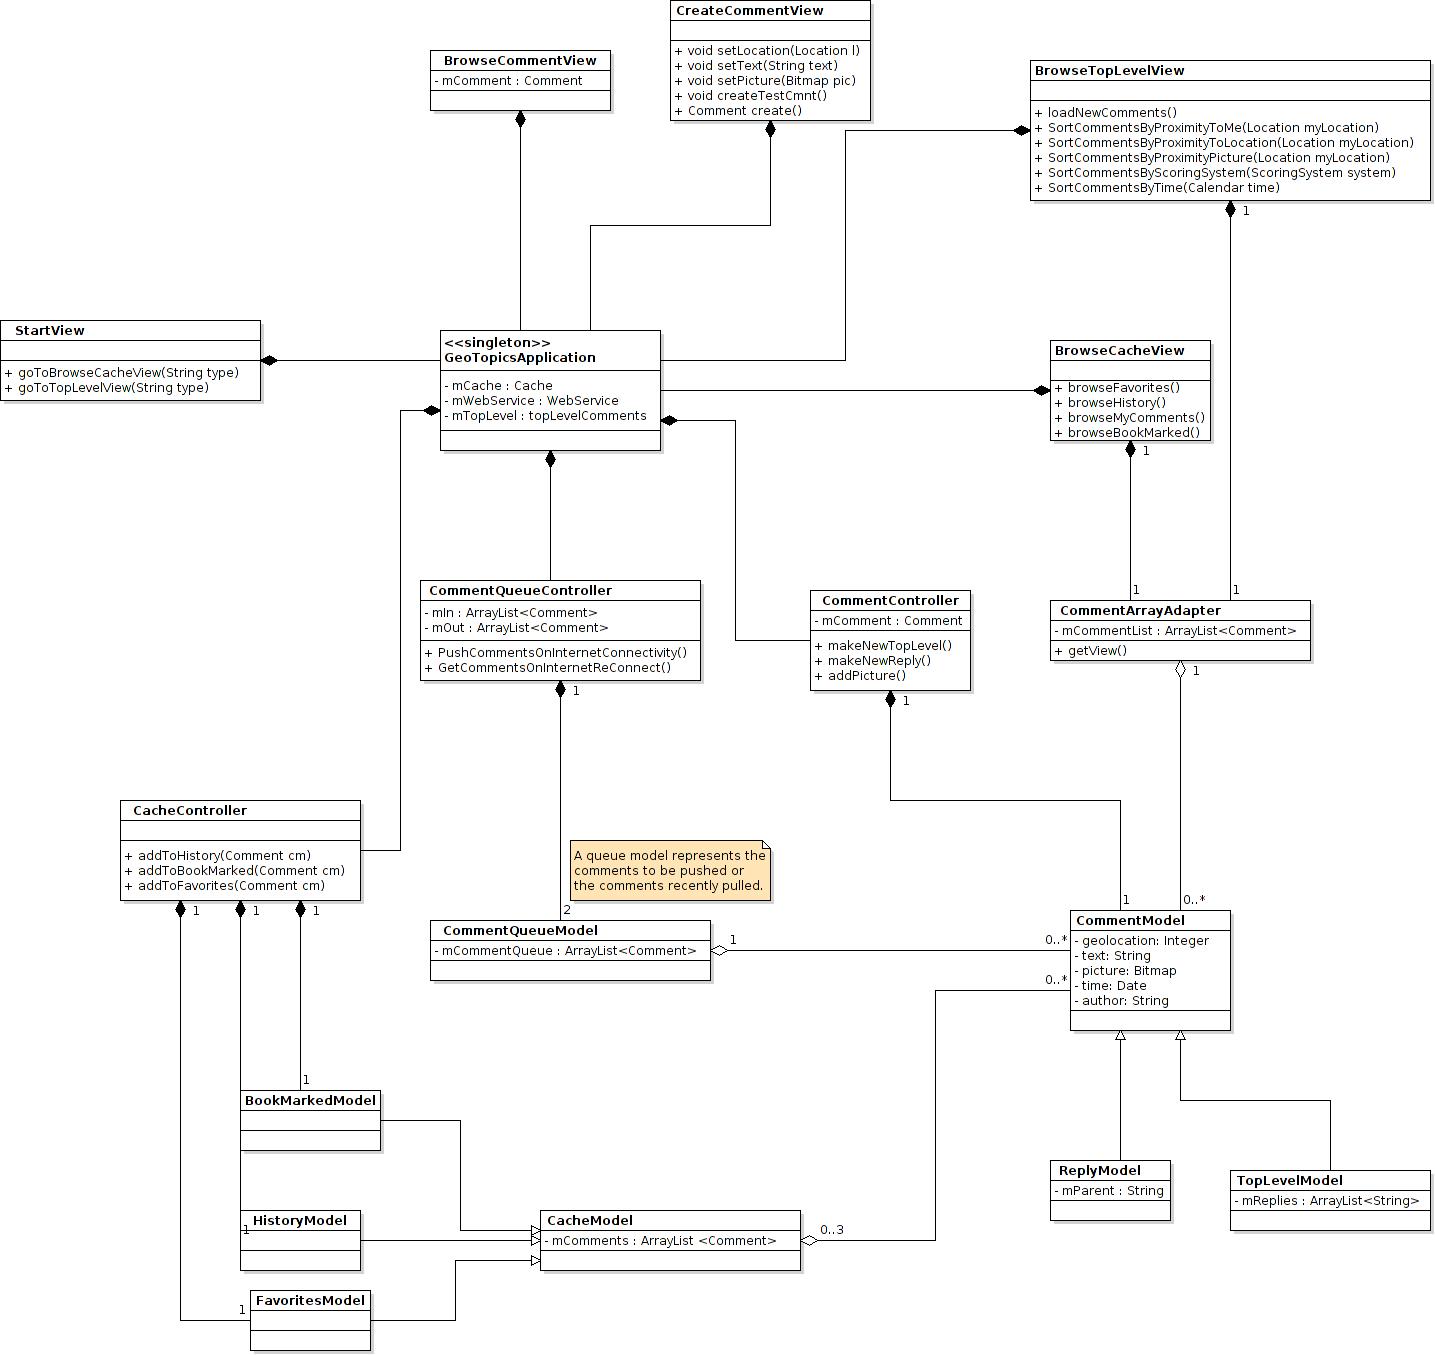 CreateCommentView
+ void setLocation(Location l)
+ void setText(String text)
+ void setPicture(Bitmap pic)
+ void createTestCmnt()
+ Comment create()
BrowseCommentView
- mComment : Comment
BrowseTopLevelView
+ loadNewComments()
+ SortCommentsByProximityToMe(Location myLocation)
+ SortCommentsByProximityToLocation(Location myLocation)
+ SortCommentsByProximityPicture(Location myLocation)
+ SortCommentsByScoringSystem(ScoringSystem system)
+ SortCommentsByTime(Calendar time)
1
StartView
+ goToBrowseCacheView(String type)
+ goToTopLevelView(String type)
<<singleton>>
GeoTopicsApplication
- mCache : Cache
- mWebService : WebService
- mTopLevel : topLevelComments
BrowseCacheView
+ browseFavorites()
+ browseHistory()
+ browseMyComments()
+ browseBookMarked()
1
CommentQueueController
- mIn : ArrayList<Comment>
- mOut : ArrayList<Comment>
+ PushCommentsOnInternetConnectivity()
+ GetCommentsOnInternetReConnect()
1
CommentController
- mComment : Comment
+ makeNewTopLevel()
+ makeNewReply()
+ addPicture()
1
1
1
CommentArrayAdapter
- mCommentList : ArrayList<Comment>
+ getView()
1
CacheController
+ addToHistory(Comment cm)
+ addToBookMarked(Comment cm)
+ addToFavorites(Comment cm)
1
1
1
A queue model represents the
comments to be pushed or
the comments recently pulled.
2
CommentQueueModel
- mCommentQueue : ArrayList<Comment>
1
0..*
0..*
1
0..*
CommentModel
- geolocation: Integer
- text: String
- picture: Bitmap
- time: Date
- author: String
1
BookMarkedModel
ReplyModel
- mParent : String
TopLevelModel
- mReplies : ArrayList<String>
HistoryModel
1
CacheModel
- mComments : ArrayList <Comment>
0..3
1
FavoritesModel